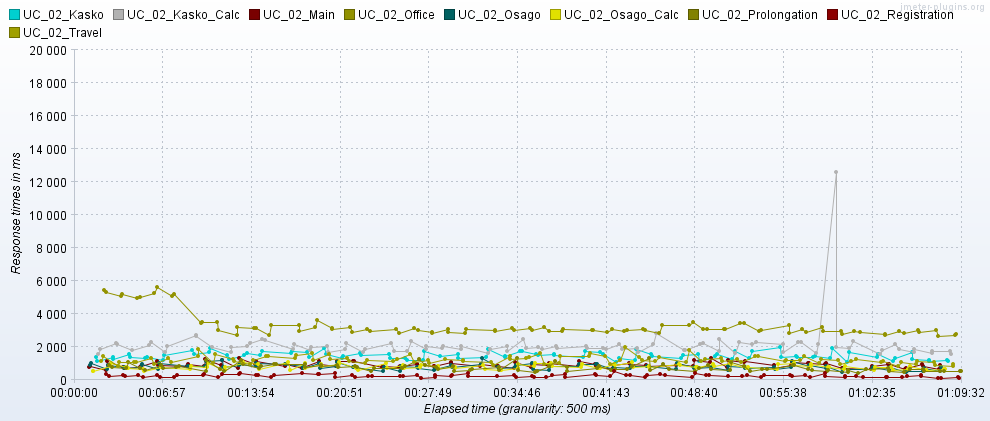 UC_02_Kasko UC_02_Kasko_Calc UC_02_Main UC_02_Office UC_02_Osago UC_02_Osago_Calc UC_02_Prolongation UC_02_Registration
UC_02_Travel
jmeter-plugins.org
20 000
18 000
16 000
14 000
12 000
10 000
8 000
6 000
4 000
2 000
0
Response times in ms
00:00:00 00:06:57 00:13:54 00:20:51 00:27:49 00:34:46 00:41:43 00:48:40 00:55:38 01:02:35 01:09:32
Elapsed time (granularity: 500 ms)